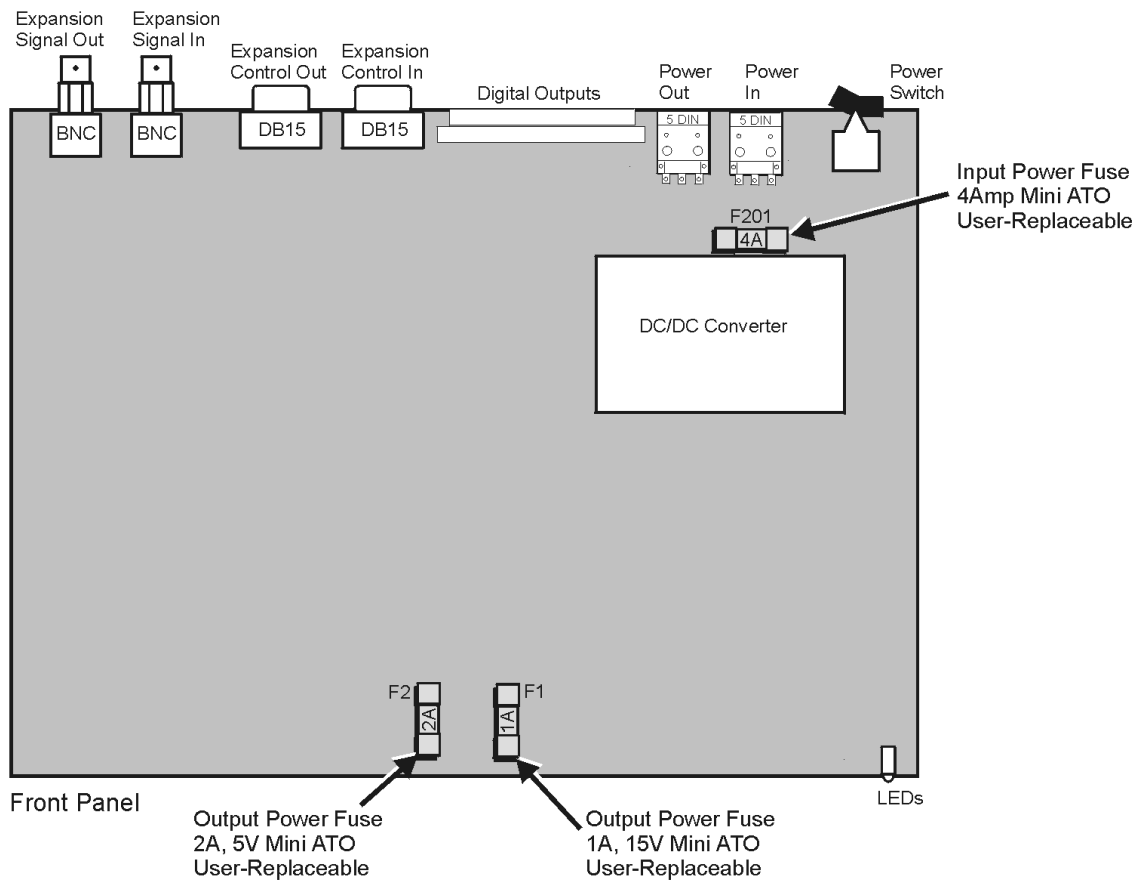 Expansion
Signal Out
Expansion
Signal In
Expansion
Control Out
Expansion
Control In
Digital Outputs
Power
Out
Power
In
Power
Switch
BNC
BNC
DB15
DB15
5 DIN
5 DIN
Input Power Fuse
4Amp Mini ATO
User-Replaceable
F201
4A
DC/DC Converter
F2
2A
F1
1A
LEDs
Front Panel
Output Power Fuse
2A, 5V Mini ATO
User-Replaceable
Output Power Fuse
1A, 15V Mini ATO
User-Replaceable